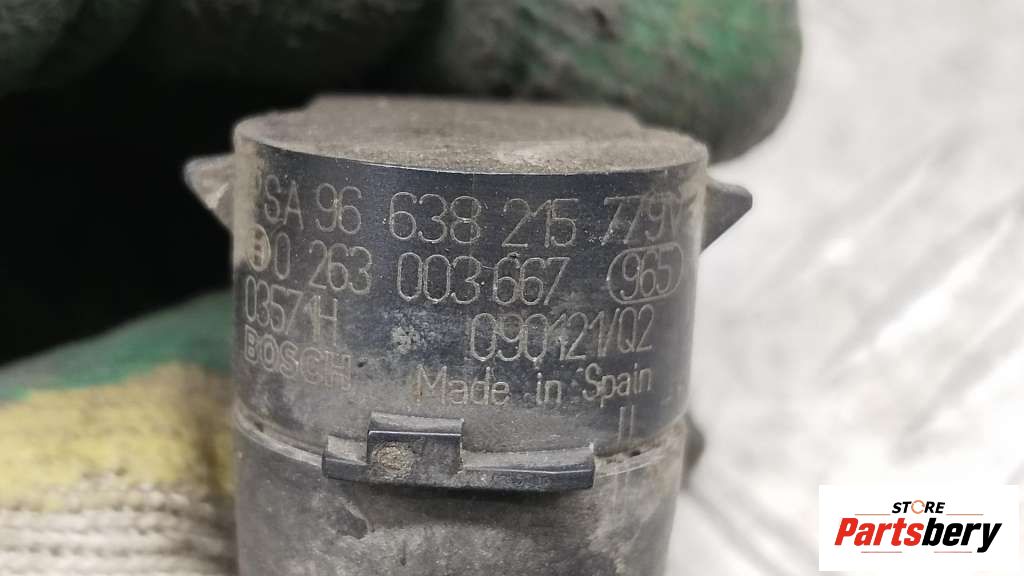 PSA 96 638 215 779V
0 263 003 667 965
03571H 090121/Q2
BOSCH Made in Spain
STORE
Partsbery